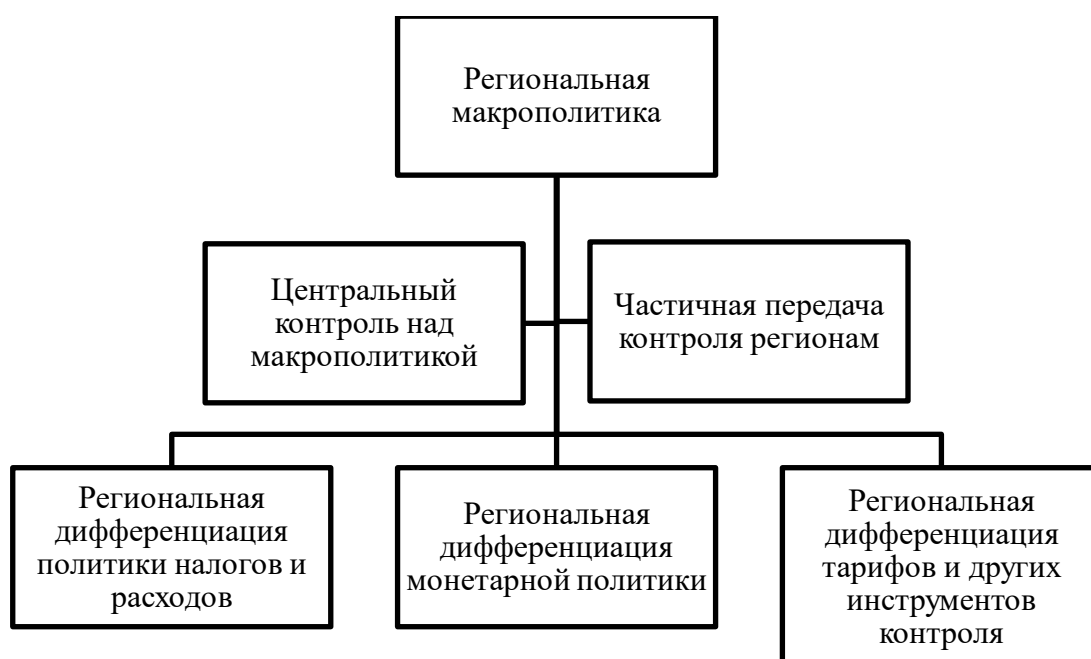 Региональная
макрополитика
Центральный
контроль над
макрополитикой
Частичная передача
контроля регионам
Региональная
дифференциация
политики налогов и
расходов
Региональная
дифференциация
монетарной политики
Региональная
дифференциация
тарифов и других
инструментов
контроля